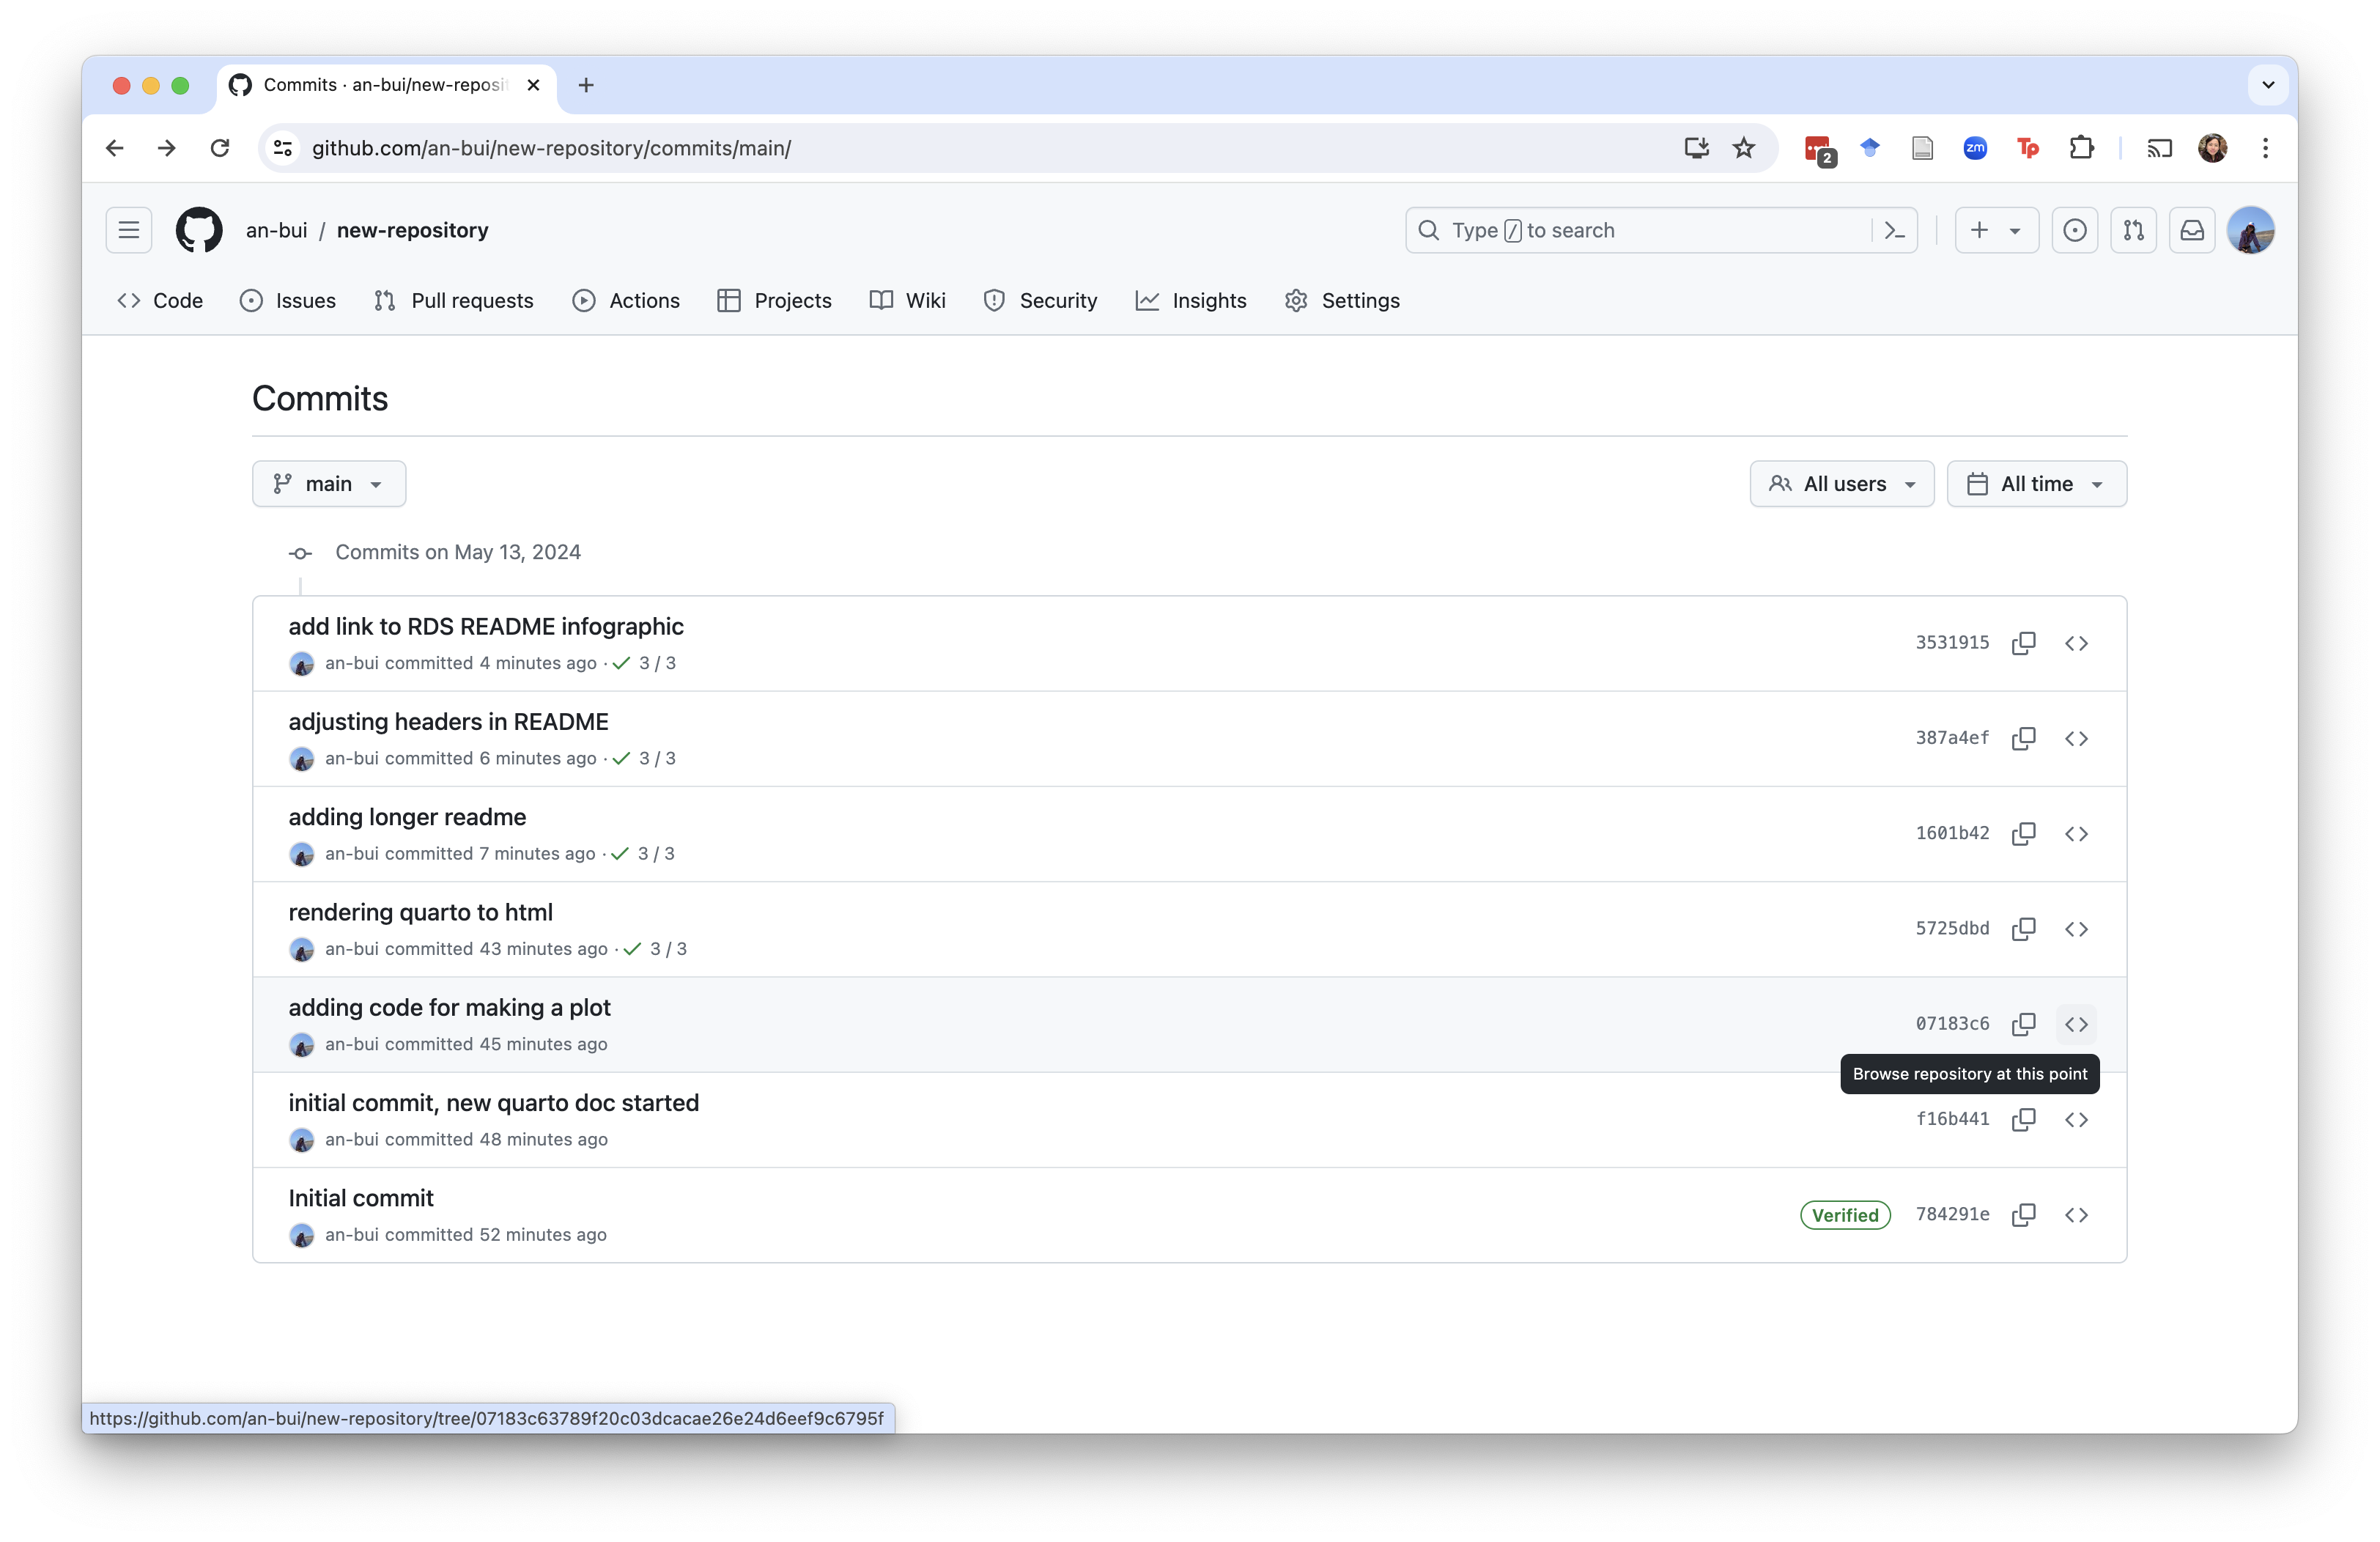 Commits · an-bui/new-reposit
github.com/an-bui/new-repository/commits/main/
2
zm
Tp
an-bui / new-repository
Type / to search
Code
Issues
Pull requests
Actions
Projects
Wiki
Security
Insights
Settings
Commits
main
All users
All time
Commits on May 13, 2024
add link to RDS README infographic
an-bui committed 4 minutes ago · 3 / 3
3531915
adjusting headers in README
an-bui committed 6 minutes ago · 3 / 3
387a4ef
adding longer readme
an-bui committed 7 minutes ago · 3 / 3
1601b42
rendering quarto to html
an-bui committed 43 minutes ago · 3 / 3
5725dbd
adding code for making a plot
an-bui committed 45 minutes ago
07183c6
Browse repository at this point
initial commit, new quarto doc started
an-bui committed 48 minutes ago
f16b441
Initial commit
an-bui committed 52 minutes ago
Verified
784291e
https://github.com/an-bui/new-repository/tree/07183c63789f20c03dcacae26e24d6eef9c6795f